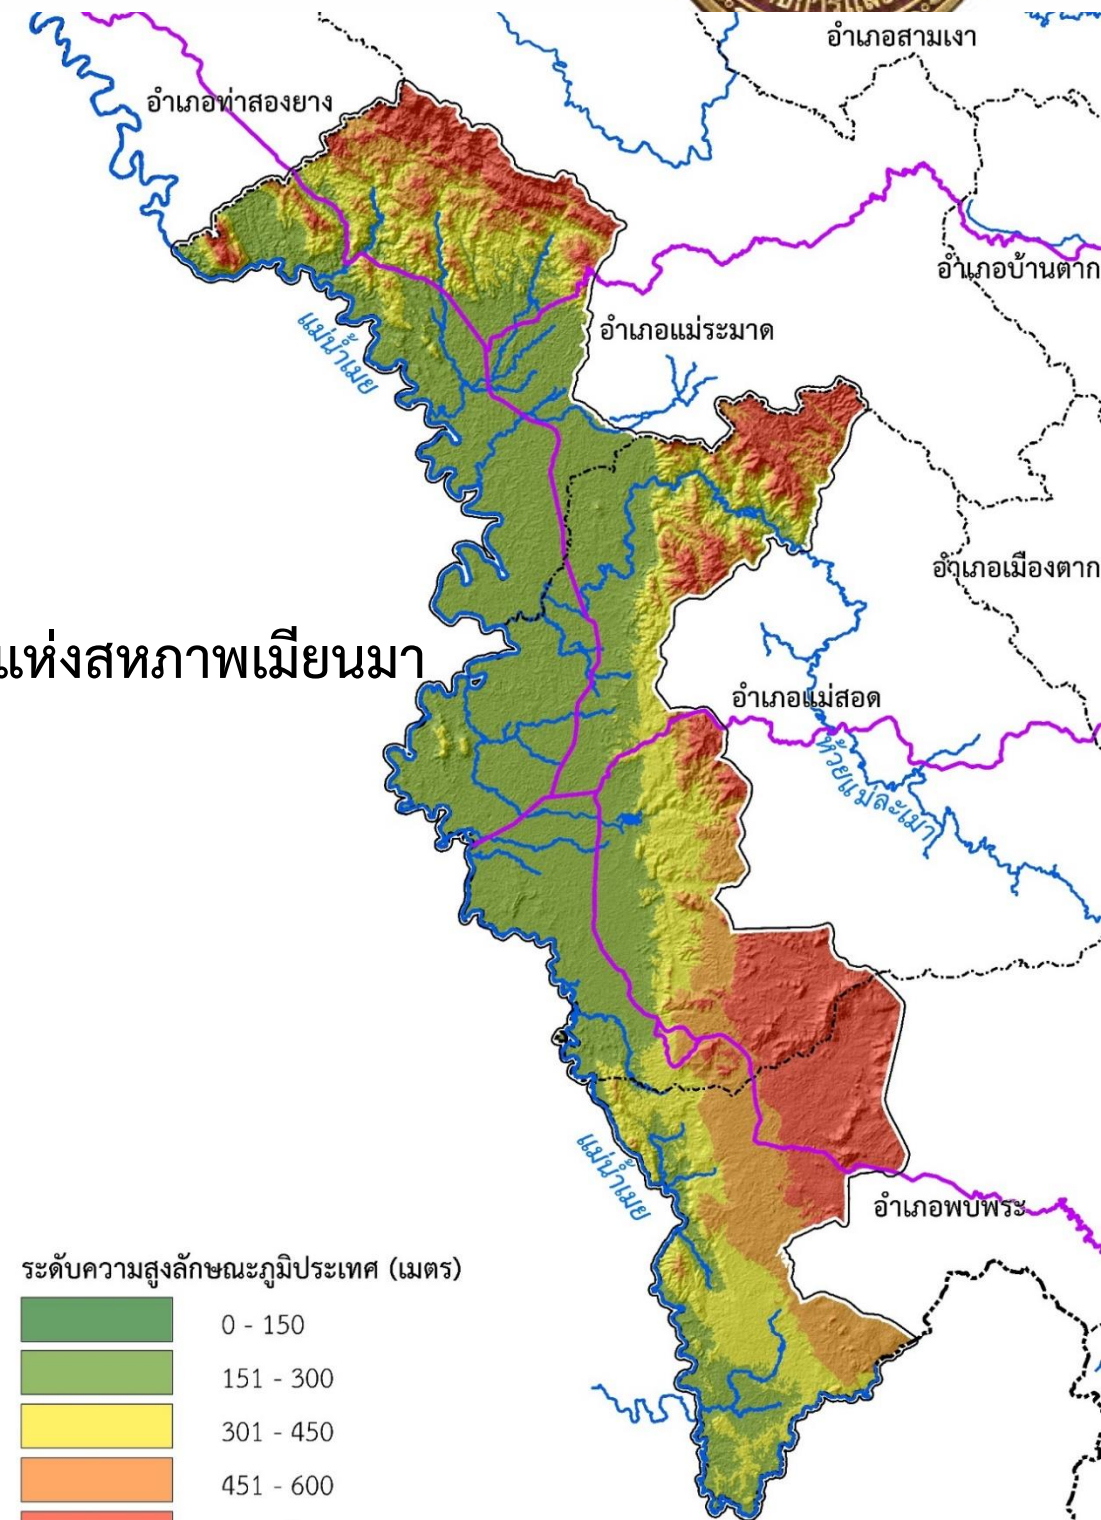 อำเภอสามเงา
อำเภอท่าสองยาง
อำเภอบ้านตาก
แม่น้ำเมย
อำเภอแม่ระมาด
อำเภอเมืองตาก
แห่งสหภาพเมียนมา
อำเภอแม่สอด
ห้วยแม่ละเมา
แม่น้ำเมย
อำเภอพบพระ
ระดับความสูงลักษณะภูมิประเทศ (เมตร)
0 - 150
151 - 300
301 - 450
451 - 600